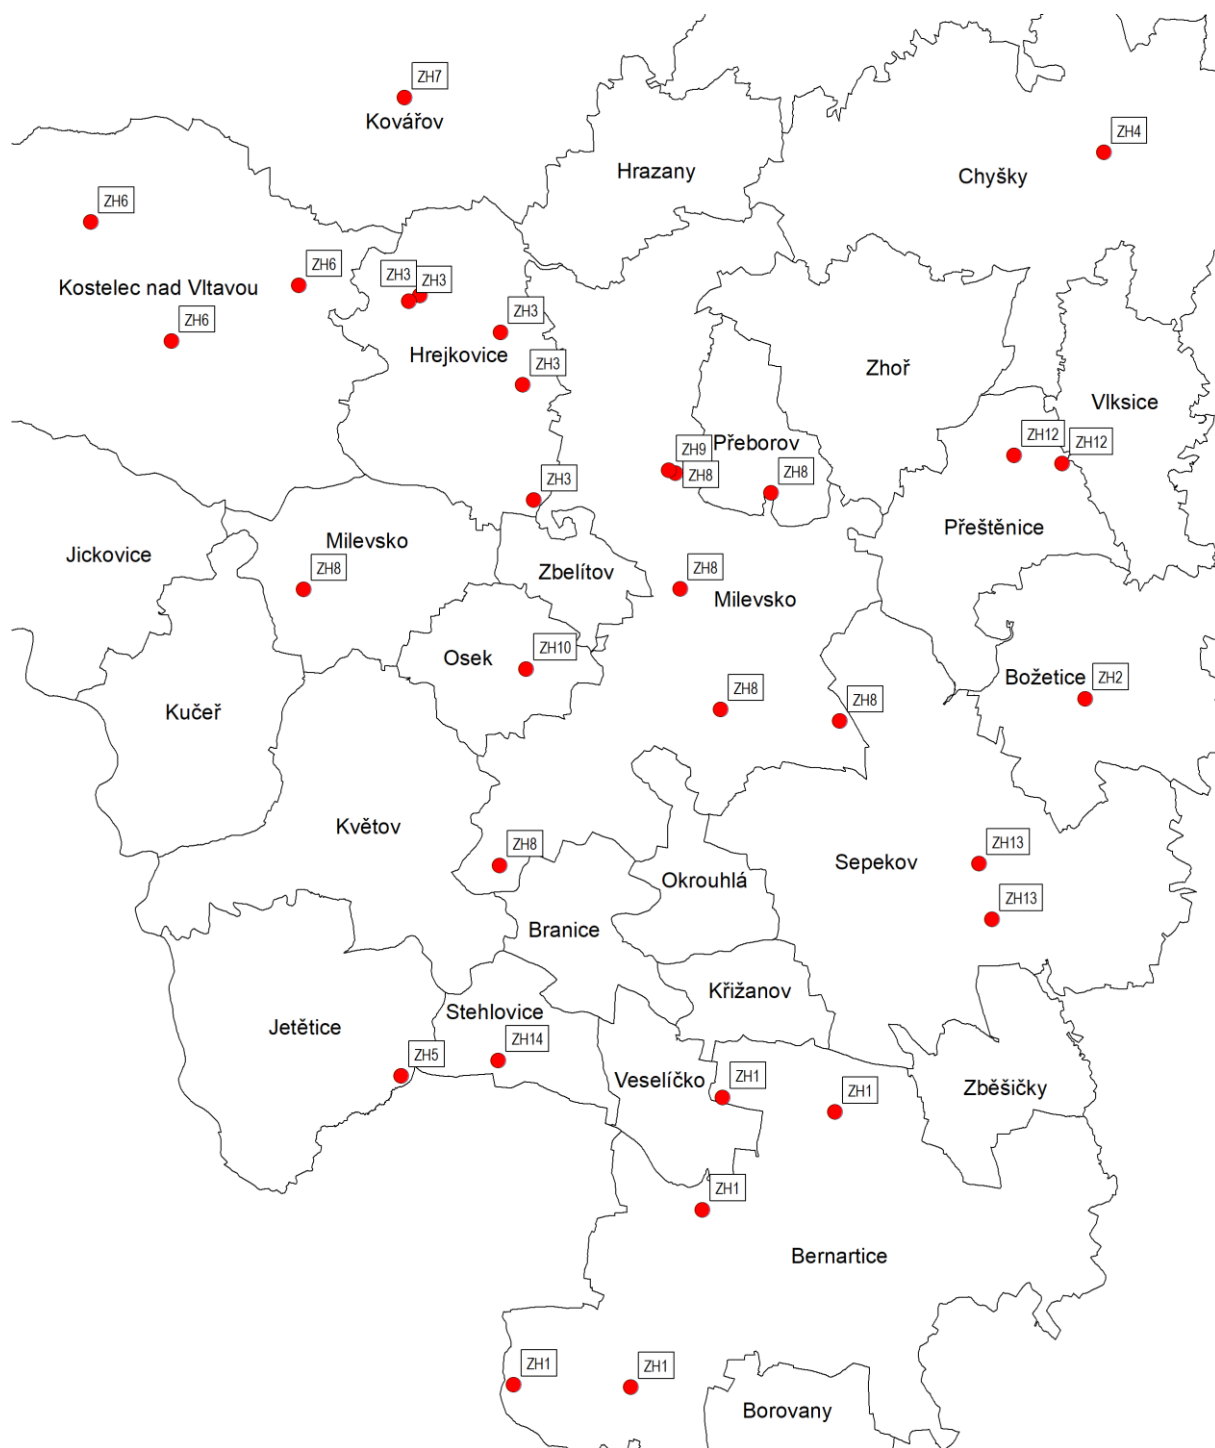 ZH7
Kovářov
ZH4
Hrazany
Chyšky
ZH6
ZH6
Kostelec nad Vltavou
ZH3
ZH3
ZH6
ZH3
Hrejkovice
Zhoř
ZH3
Vlksice
Přeborov
ZH12
ZH12
ZH9
ZH8
ZH8
ZH3
Přeštěnice
Milevsko
Jickovice
Zbelítov
ZH8
ZH8
Milevsko
ZH10
Osek
Božetice
ZH2
ZH8
ZH8
Kučeř
Květov
ZH8
ZH13
Sepekov
Okrouhlá
ZH13
Branice
Křižanov
Stehlovice
Jetětice
ZH14
ZH5
Veselíčko
ZH1
ZH1
Zběšičky
ZH1
Bernartice
ZH1
ZH1
Borovany